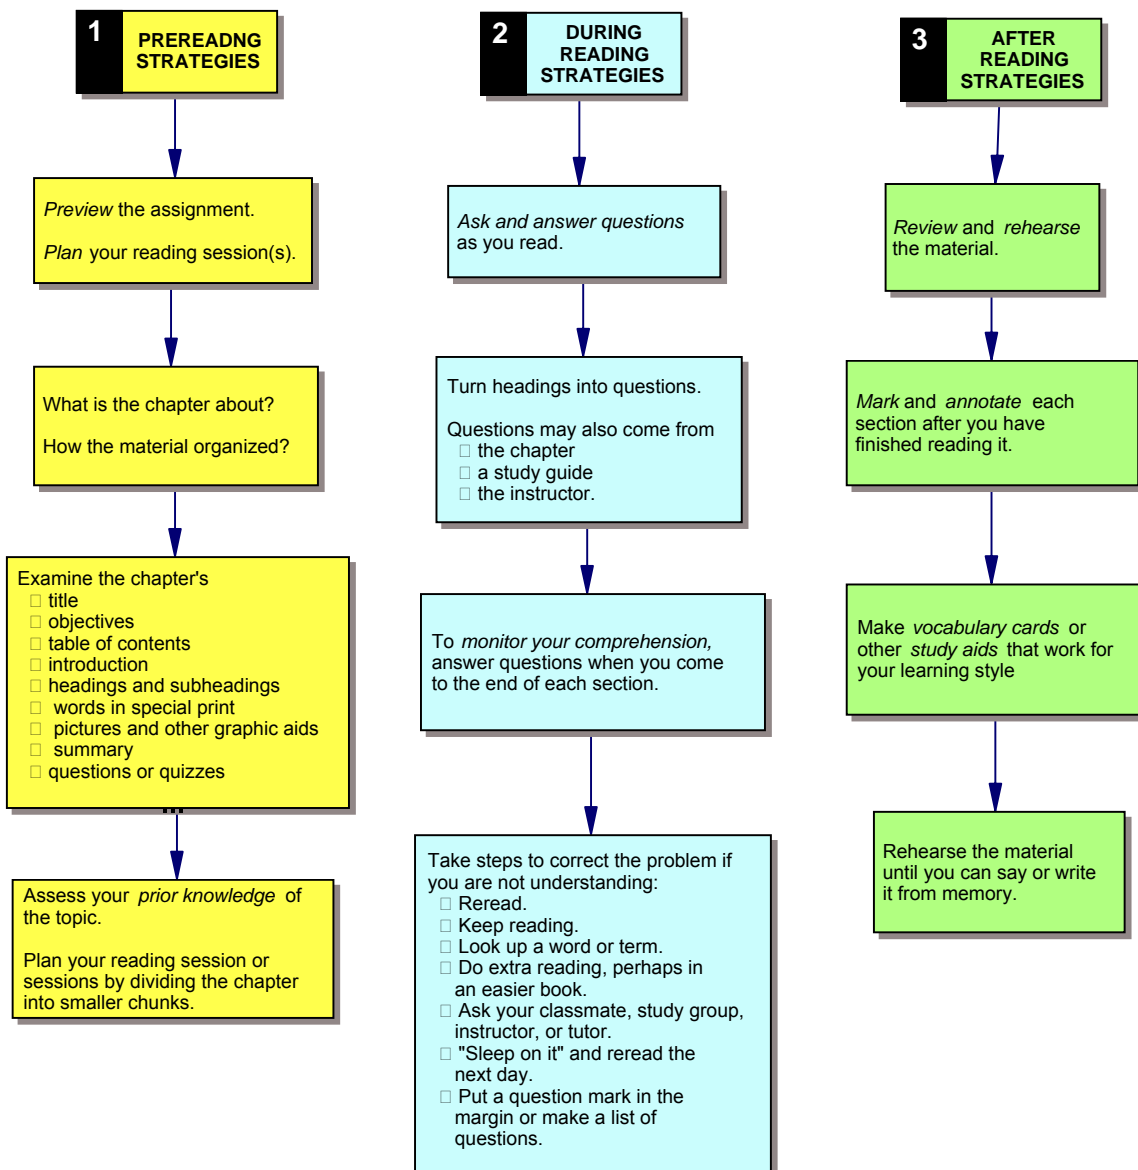 1
PREREADNG
STRATEGIES
Preview the assignment.
Plan your reading session(s).
What is the chapter about?
How the material organized?
Examine the chapter's
□ title
□ objectives
□ table of contents
□ introduction
□ headings and subheadings
□ words in special print
□ pictures and other graphic aids
□ summary
□ questions or quizzes
...
Assess your prior knowledge of
the topic.
Plan your reading session or
sessions by dividing the chapter
into smaller chunks.
2
DURING
READING
STRATEGIES
Ask and answer questions
as you read.
Turn headings into questions.
Questions may also come from
□ the chapter
□ a study guide
□ the instructor.
To monitor your comprehension,
answer questions when you come
to the end of each section.
Take steps to correct the problem if
you are not understanding:
□ Reread.
□ Keep reading.
□ Look up a word or term.
□ Do extra reading, perhaps in
an easier book.
□ Ask your classmate, study group,
instructor, or tutor.
□ "Sleep on it" and reread the
next day.
□ Put a question mark in the
margin or make a list of
questions.
3
AFTER
READING
STRATEGIES
Review and rehearse
the material.
Mark and annotate each
section after you have
finished reading it.
Make vocabulary cards or
other study aids that work for
your learning style
Rehearse the material
until you can say or write
it from memory.